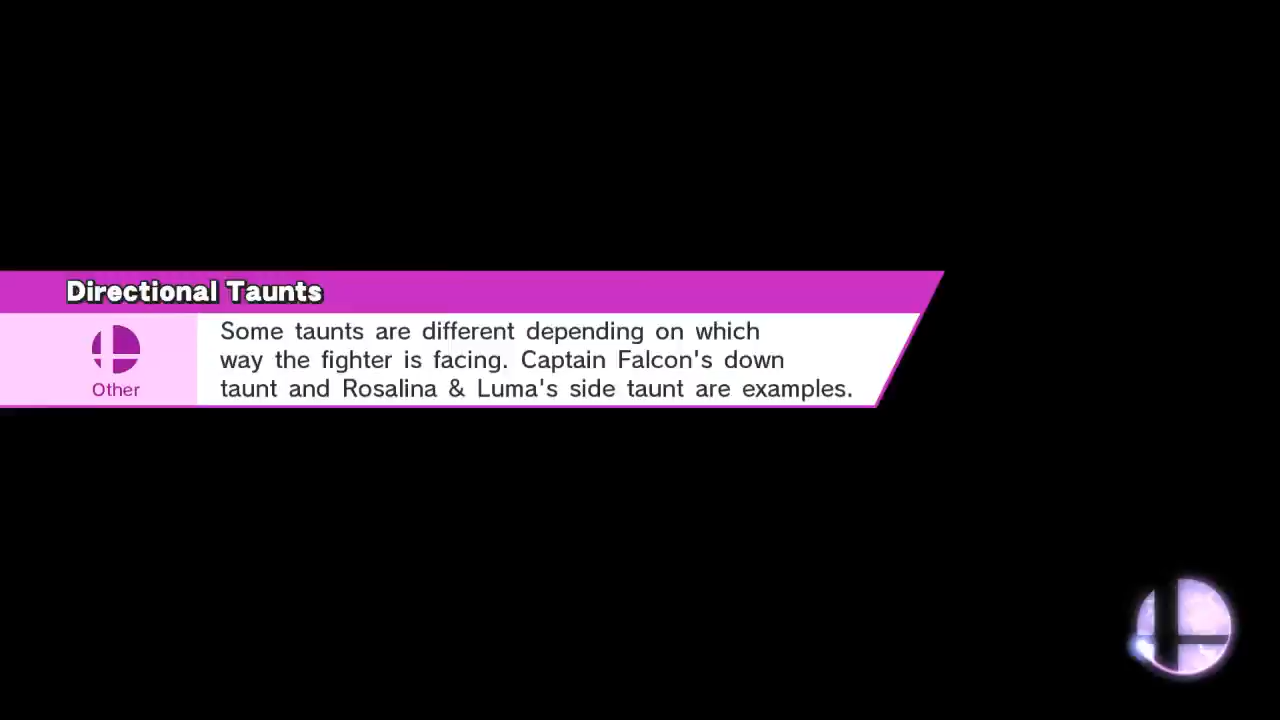 Directional Taunts
Other
Some taunts are different depending on which
way the fighter is facing. Captain Falcon's down
taunt and Rosalina & Luma's side taunt are examples.